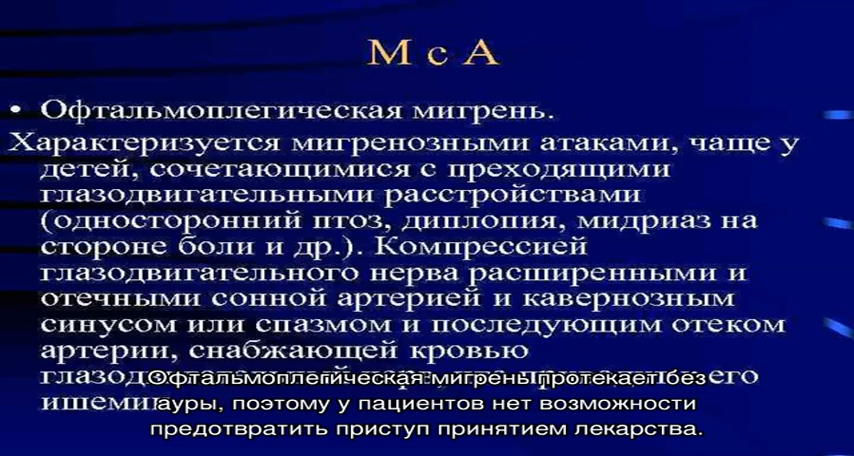 М с А
• Офтальмоплегическая мигрень.
Характеризуется мигренозными атаками, чаще у
детей, сочетающимися с преходящими
глазодвигательными расстройствами
(односторонний птоз, диплопия, мидриаз на
стороне боли и др.). Компрессией
глазодвигательного нерва расширенными и
отечными сонной артерией и кавернозным
синусом или спазмом и последующим отеком
артерии, снабжающей кровью
его
Офтальмоплегическая мигрень протекает без
ауры, поэтому у пациентов нет возможности
предотвратить приступ принятием лекарства.